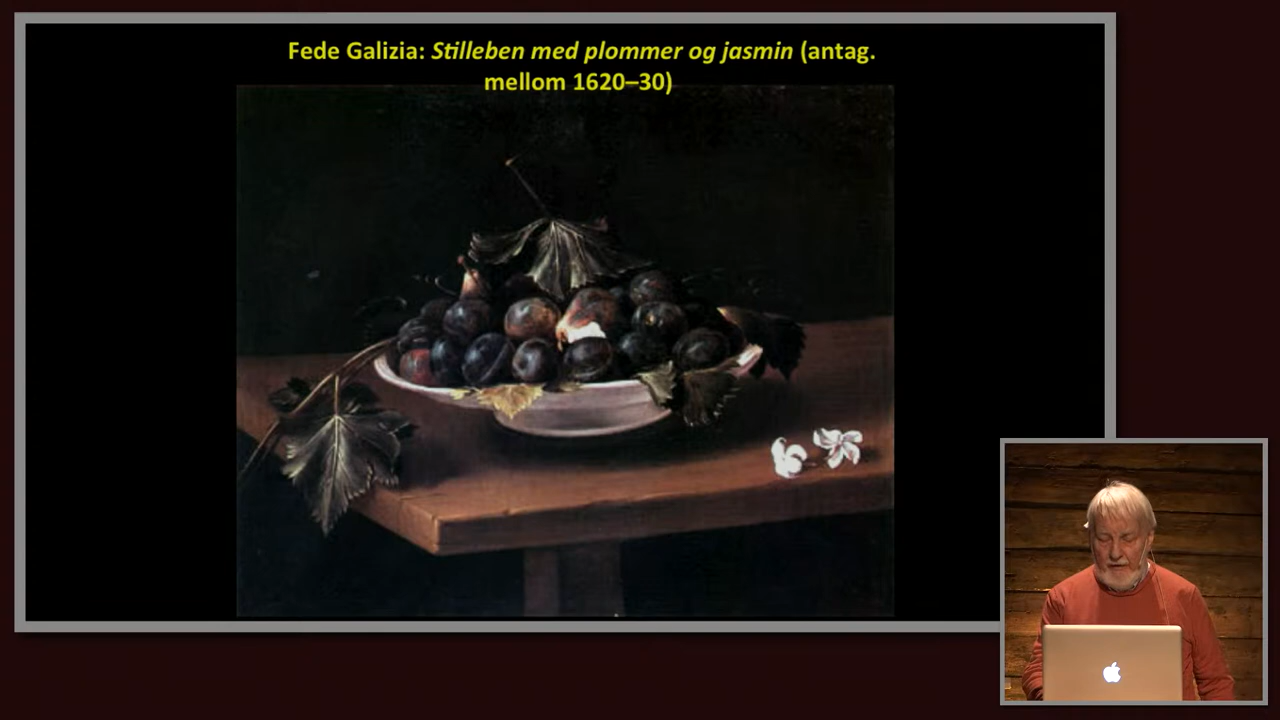 Fede Galizia: Stilleben med plommer og jasmin (antag.
mellom 1620–30)